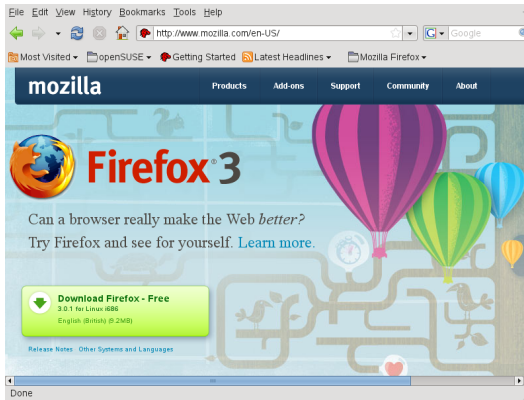 File Edit View History Bookmarks Tools Help
http://www.mozilla.com/en-US/
G Google
Most Visited openSUSE Getting Started Latest Headlines Mozilla Firefox
mozilla Products Add-ons Support Community About
Firefox® 3
Can a browser really make the Web better?
Try Firefox and see for yourself. Learn more.
Download Firefox - Free
3.0.1 for Linux i686
English (British) (9.2MB)
Release Notes Other Systems and Languages
Done